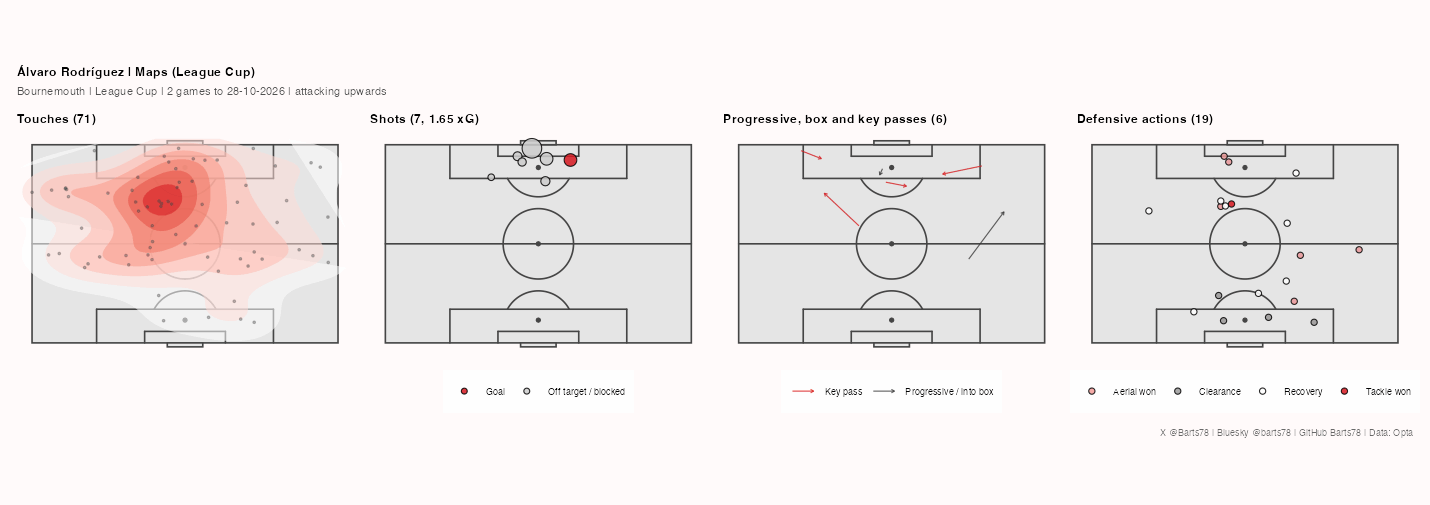 Álvaro Rodríguez | Maps (League Cup)
Bournemouth | League Cup | 2 games to 28-10-2026 | attacking upwards
Touches (71)
Shots (7, 1.65 xG)
Progressive, box and key passes (6)
Defensive actions (19)
Goal
Off target / blocked
Key pass
Progressive / into box
Aerial won
Clearance
Recovery
Tackle won
X @Barts78 | Bluesky @barts78 | GitHub Barts78 | Data: Opta